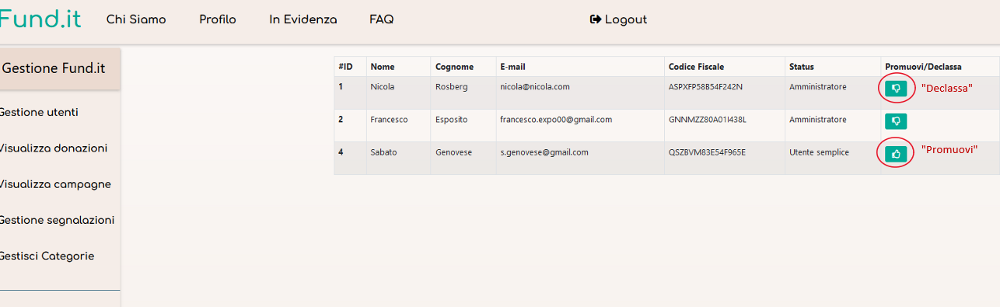 Fund.it Chi Siamo Profilo In Evidenza FAQ Logout
Gestione Fund.it
Gestione utenti
Visualizza donazioni
Visualizza campagne
Gestione segnalazioni
Gestisci Categorie
#ID Nome Cognome E-mail Codice Fiscale Status Promuovi/Declassa
1 Nicola Rosberg nicola@nicola.com ASPXFP58B54F242N Amministratore "Declassa"
2 Francesco Esposito francesco.expo00@gmail.com GNNMZZ80A01I438L Amministratore
4 Sabato Genovese s.genovese@gmail.com QSZBVM83E54F965E Utente semplice "Promuovi"